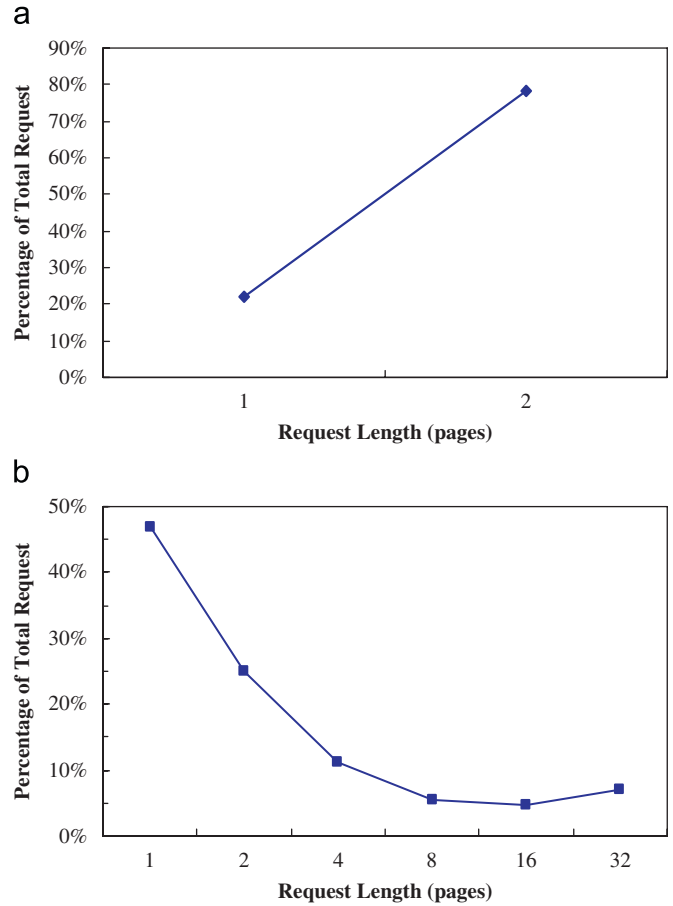 a
90%
80%
70%
60%
50%
40%
30%
20%
10%
0%
Percentage of Total Request
1 2
Request Length (pages)
b
50%
40%
30%
20%
10%
0%
Percentage of Total Request
1 2 4 8 16 32
Request Length (pages)